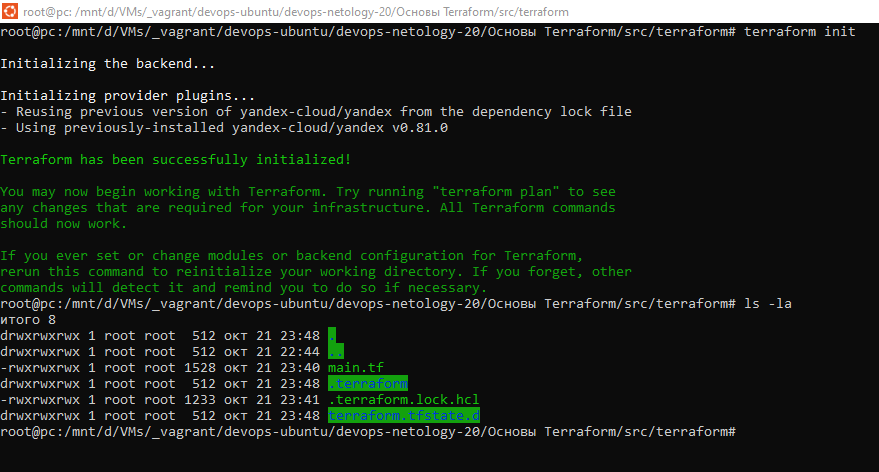 root@pc: /mnt/d/VMs/_vagrant/devops-ubuntu/devops-netology-20/Основы Terraform/src/terraform
root@pc:/mnt/d/VMs/_vagrant/devops-ubuntu/devops-netology-20/Основы Terraform/src/terraform# terraform init
Initializing the backend...
Initializing provider plugins...
- Reusing previous version of yandex-cloud/yandex from the dependency lock file
- Using previously-installed yandex-cloud/yandex v0.81.0
Terraform has been successfully initialized!
You may now begin working with Terraform. Try running "terraform plan" to see
any changes that are required for your infrastructure. All Terraform commands
should now work.
If you ever set or change modules or backend configuration for Terraform,
rerun this command to reinitialize your working directory. If you forget, other
commands will detect it and remind you to do so if necessary.
root@pc:/mnt/d/VMs/_vagrant/devops-ubuntu/devops-netology-20/Основы Terraform/src/terraform# ls -la
итого 8
drwxrwxrwx 1 root root  512 окт 21 23:48 .
drwxrwxrwx 1 root root  512 окт 21 22:44 ..
-rwxrwxrwx 1 root root 1528 окт 21 23:40 main.tf
drwxrwxrwx 1 root root  512 окт 21 23:48 .terraform
-rwxrwxrwx 1 root root 1233 окт 21 23:41 .terraform.lock.hcl
drwxrwxrwx 1 root root  512 окт 21 23:48 terraform.tfstate.d
root@pc:/mnt/d/VMs/_vagrant/devops-ubuntu/devops-netology-20/Основы Terraform/src/terraform#